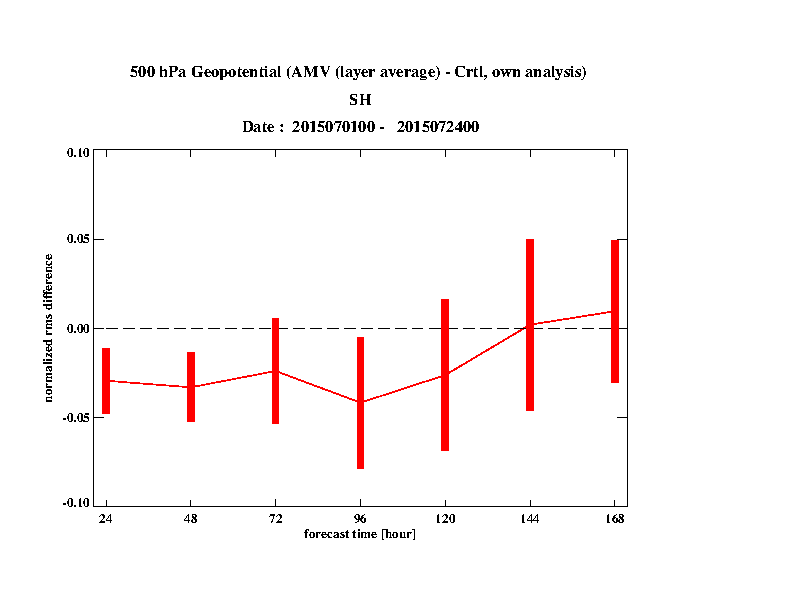 500 hPa Geopotential (AMV (layer average) - Crtl, own analysis)
SH
Date : 2015070100 - 2015072400
0.10
0.05
0.00
-0.05
-0.10
normalized rms difference
24 48 72 96 120 144 168
forecast time [hour]